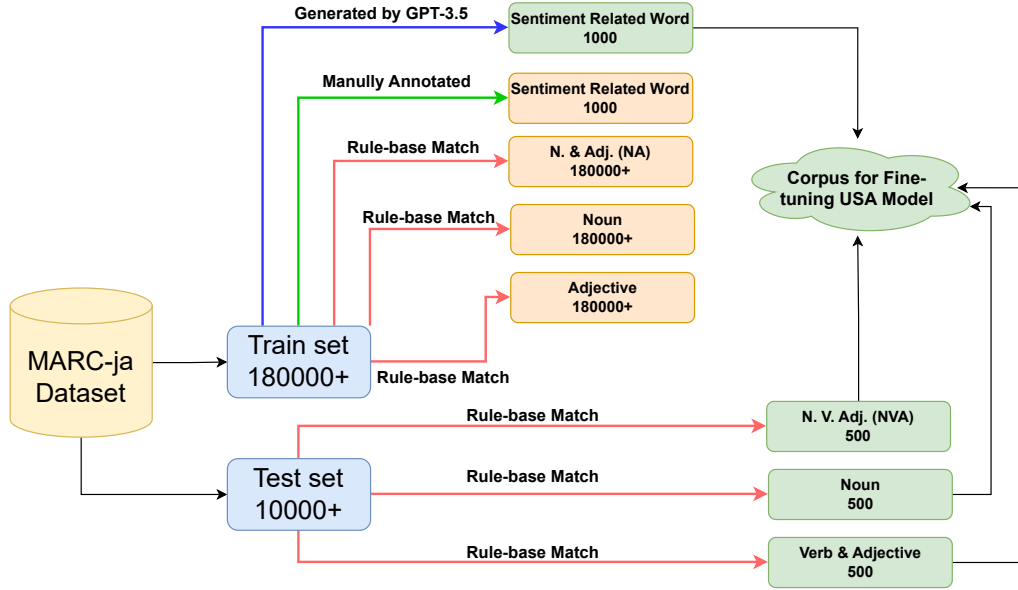 Generated by GPT-3.5
Sentiment Related Word
1000
Manully Annotated
Sentiment Related Word
1000
Rule-base Match
N. & Adj. (NA)
180000+
Rule-base Match
Noun
180000+
Adjective
180000+
Rule-base Match
Corpus for Fine-
tuning USA Model
MARC-ja
Dataset
Train set
180000+
Test set
10000+
Rule-base Match
N. V. Adj. (NVA)
500
Rule-base Match
Noun
500
Rule-base Match
Verb & Adjective
500